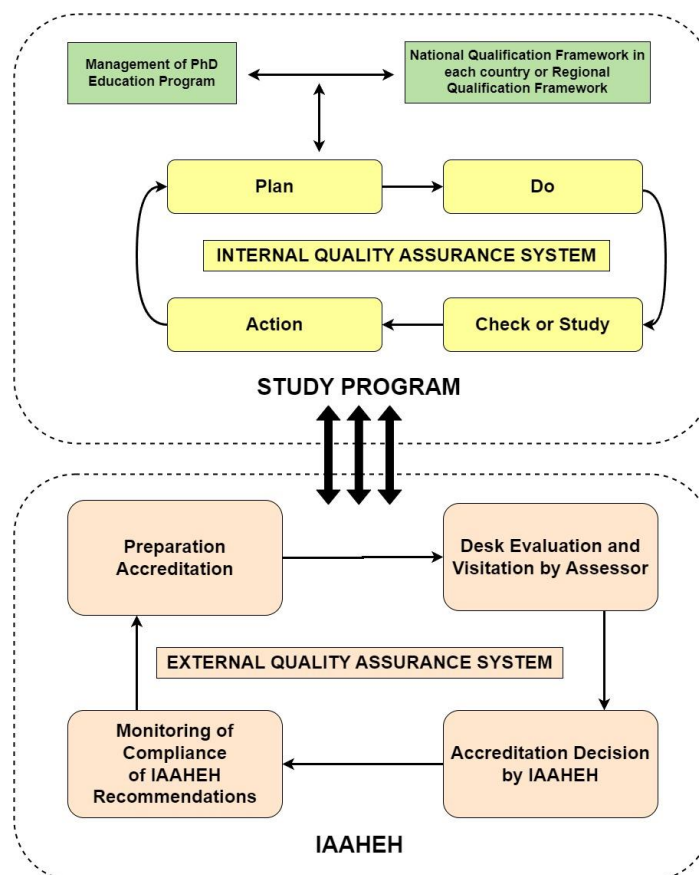 Management of PhD
Education Program
National Qualification Framework in
each country or Regional
Qualification Framework
Plan
Do
INTERNAL QUALITY ASSURANCE SYSTEM
Action
Check or Study
STUDY PROGRAM
Preparation
Accreditation
Desk Evaluation and
Visitation by Assessor
EXTERNAL QUALITY ASSURANCE SYSTEM
Monitoring of
Compliance
of IAAHEH
Recommendations
Accreditation Decision
by IAAHEH
IAAHEH